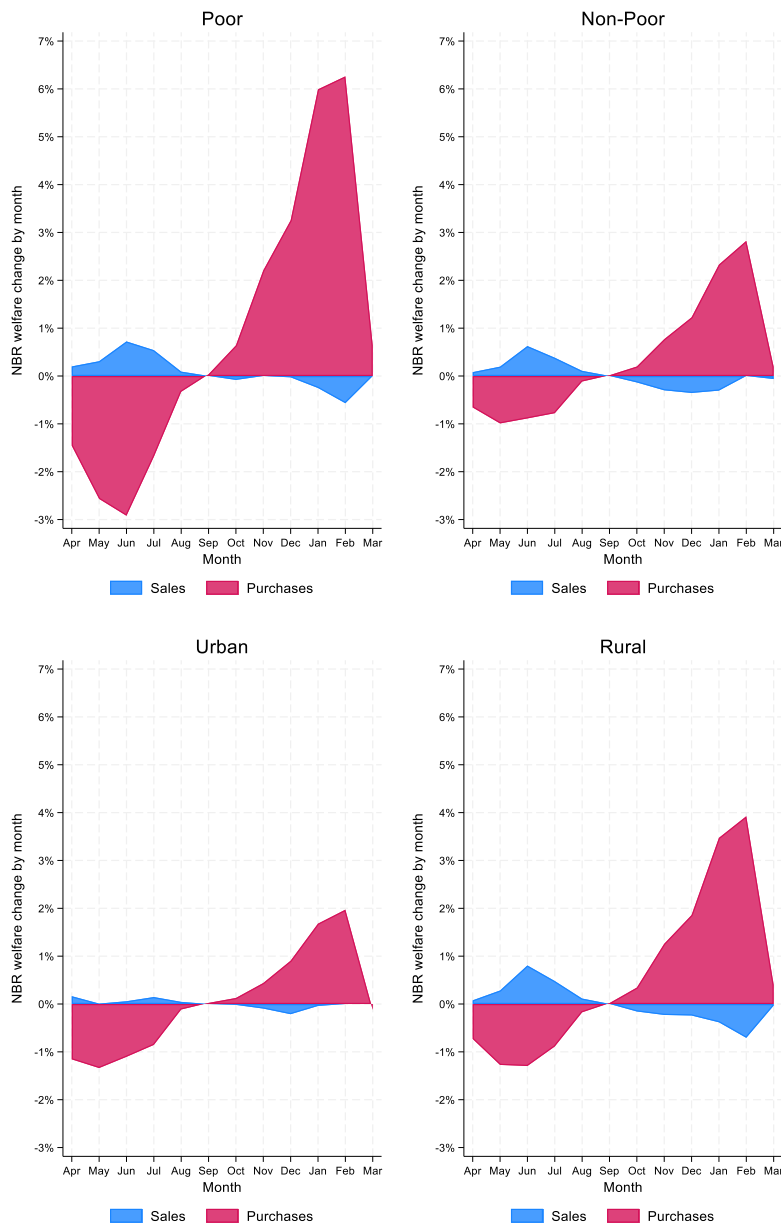 Poor
NBR welfare change by month
7%
6%
5%
4%
3%
2%
1%
0%
-1%
-2%
-3%
Apr May Jun Jul Aug Sep Oct Nov Dec Jan Feb Mar
Month
Sales Purchases
Non-Poor
NBR welfare change by month
7%
6%
5%
4%
3%
2%
1%
0%
-1%
-2%
-3%
Apr May Jun Jul Aug Sep Oct Nov Dec Jan Feb Mar
Month
Sales Purchases
Urban
NBR welfare change by month
7%
6%
5%
4%
3%
2%
1%
0%
-1%
-2%
-3%
Apr May Jun Jul Aug Sep Oct Nov Dec Jan Feb Mar
Month
Sales Purchases
Rural
NBR welfare change by month
7%
6%
5%
4%
3%
2%
1%
0%
-1%
-2%
-3%
Apr May Jun Jul Aug Sep Oct Nov Dec Jan Feb Mar
Month
Sales Purchases